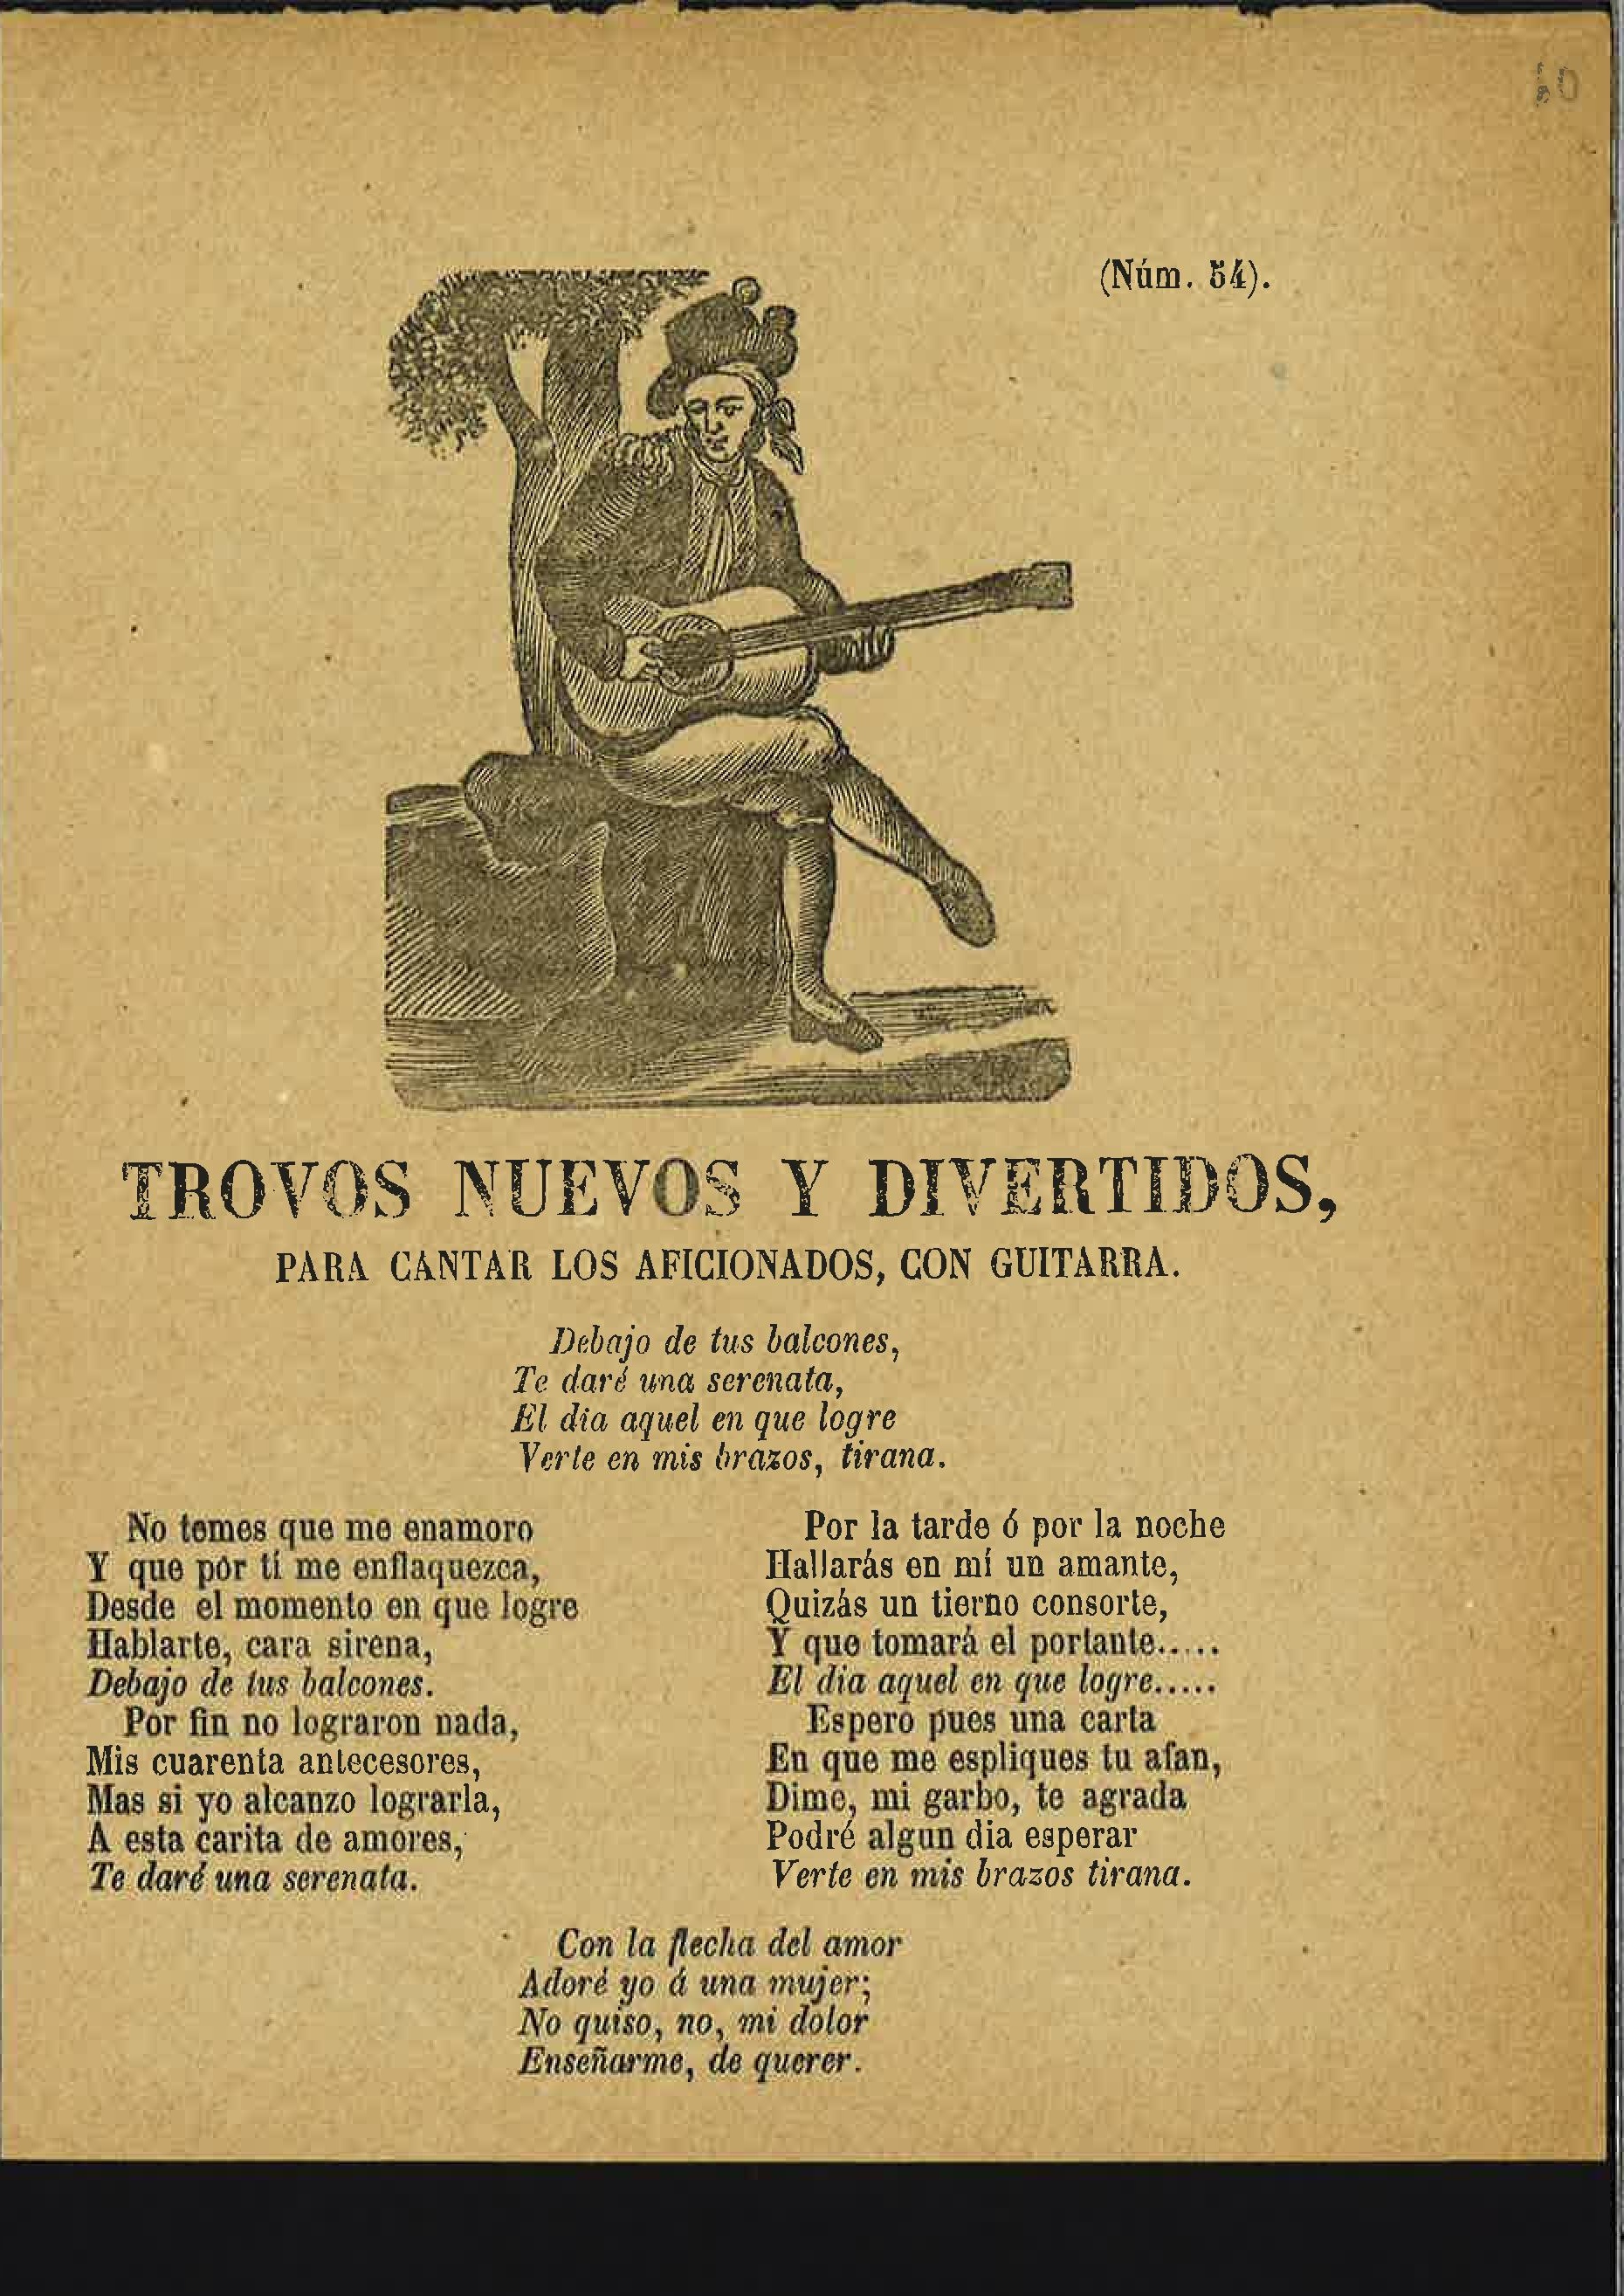 (Núm. 54).
TROVOS NUEVOS Y DIVERTIDOS,
PARA CANTAR LOS AFICIONADOS, CON GUITARRA.
Debajo de tus balcones,
Te daré una serenata,
El dia aquel en que logre
Verte en mis brazos, tirana.
No temes que me enamoro
Y que por tí me enflaquezca,
Desde el momento en que logre
Hablarte, cara sirena,
Debajo de tus balcones.
Por fin no lograron nada,
Mis cuarenta antecesores,
Mas si yo alcanzo lograrla,
A esta carita de amores,
Te daré una serenata.
Por la tarde ó por la noche
Hallarás en mí un amante,
Quizás un tierno consorte,
Y que tomará el portante.....
El dia aquel en que logre.....
Espero pues una carta
En que me espliques tu afan,
Dime, mi garbo, te agrada
Podré algun dia esperar
Verte en mis brazos tirana.
Con la flecha del amor
Adoré yo á una mujer;
No quiso, no, mi dolor
Enseñarme, de querer.